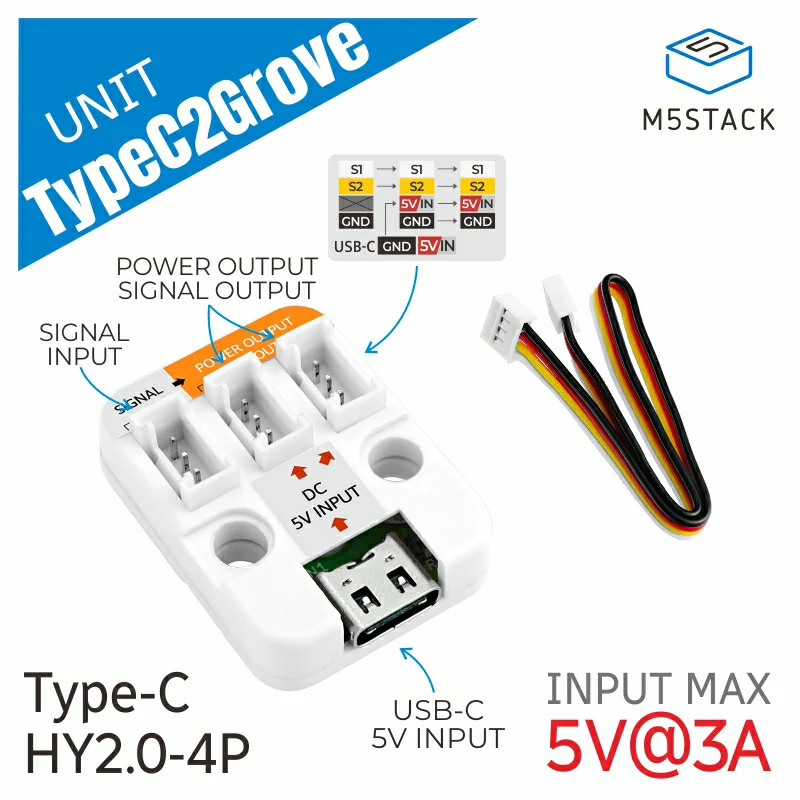 UNIT
TypeC2Grove
M5STACK
S1 S1 S1
S2 S2 S2
5V IN 5V IN
GND GND GND
USB-C GND 5V IN
POWER OUTPUT
SIGNAL OUTPUT
SIGNAL
INPUT
POWER OUTPUT
SIGNAL
DC
5V INPUT
Type-C
HY2.0-4P
USB-C
5V INPUT
INPUT MAX
5V@3A